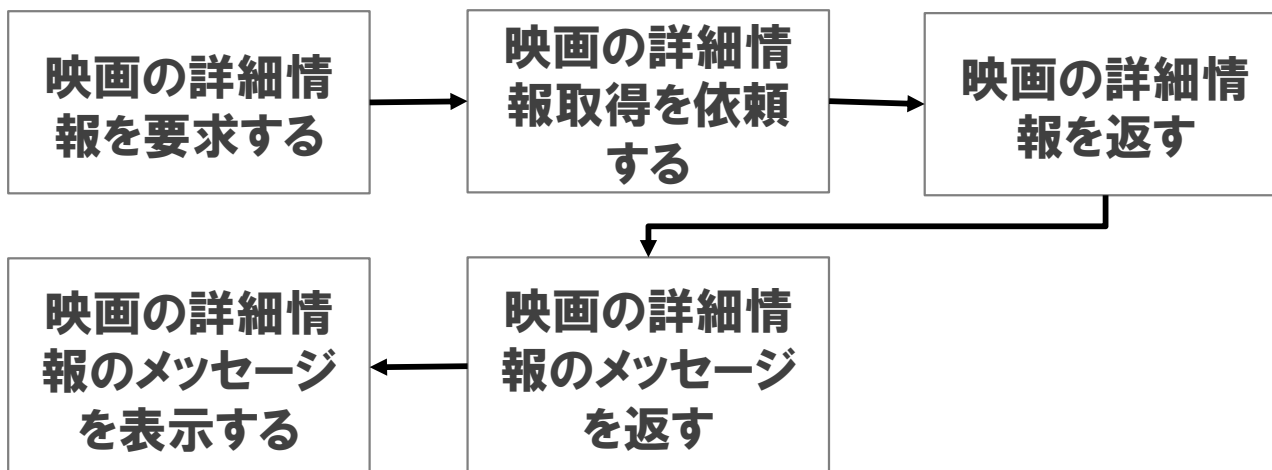 映画の詳細情
報を要求する
映画の詳細情
報取得を依頼
する
映画の詳細情
報を返す
映画の詳細情
報のメッセージ
を返す
映画の詳細情
報のメッセージ
を表示する